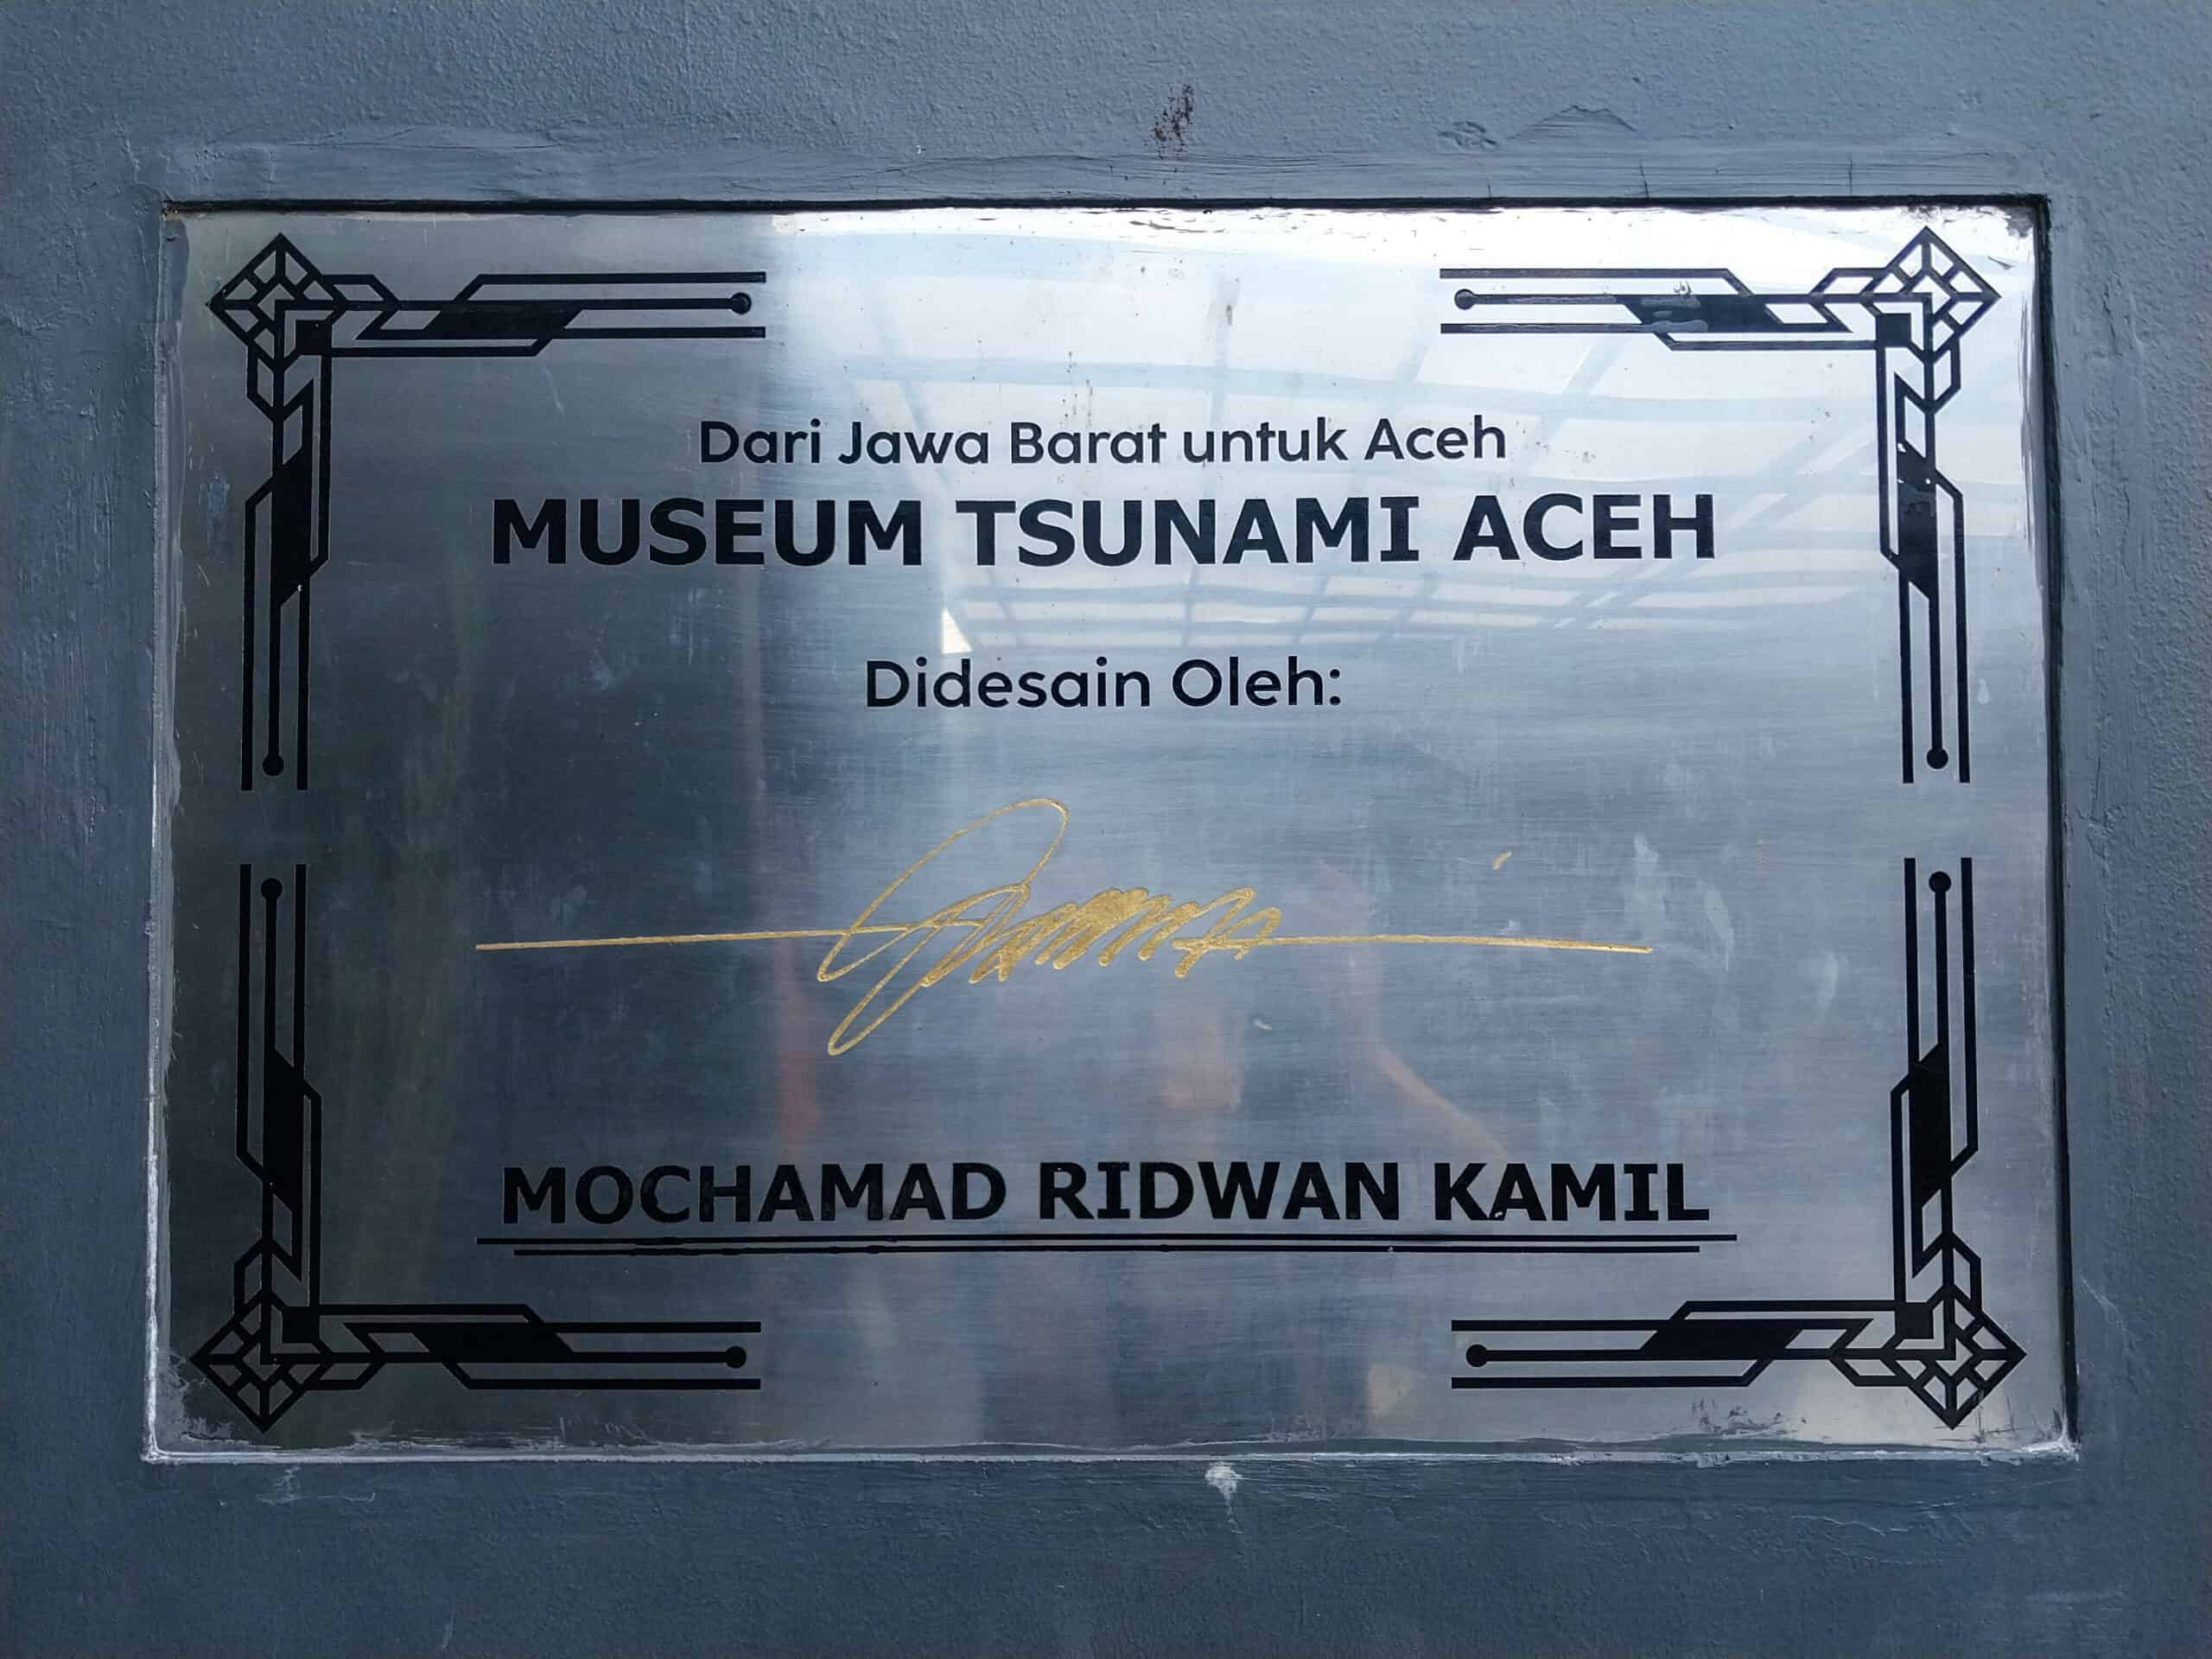 Dari Jawa Barat untuk Aceh
MUSEUM TSUNAMI ACEH
Didesain Oleh:
MOCHAMAD RIDWAN KAMIL